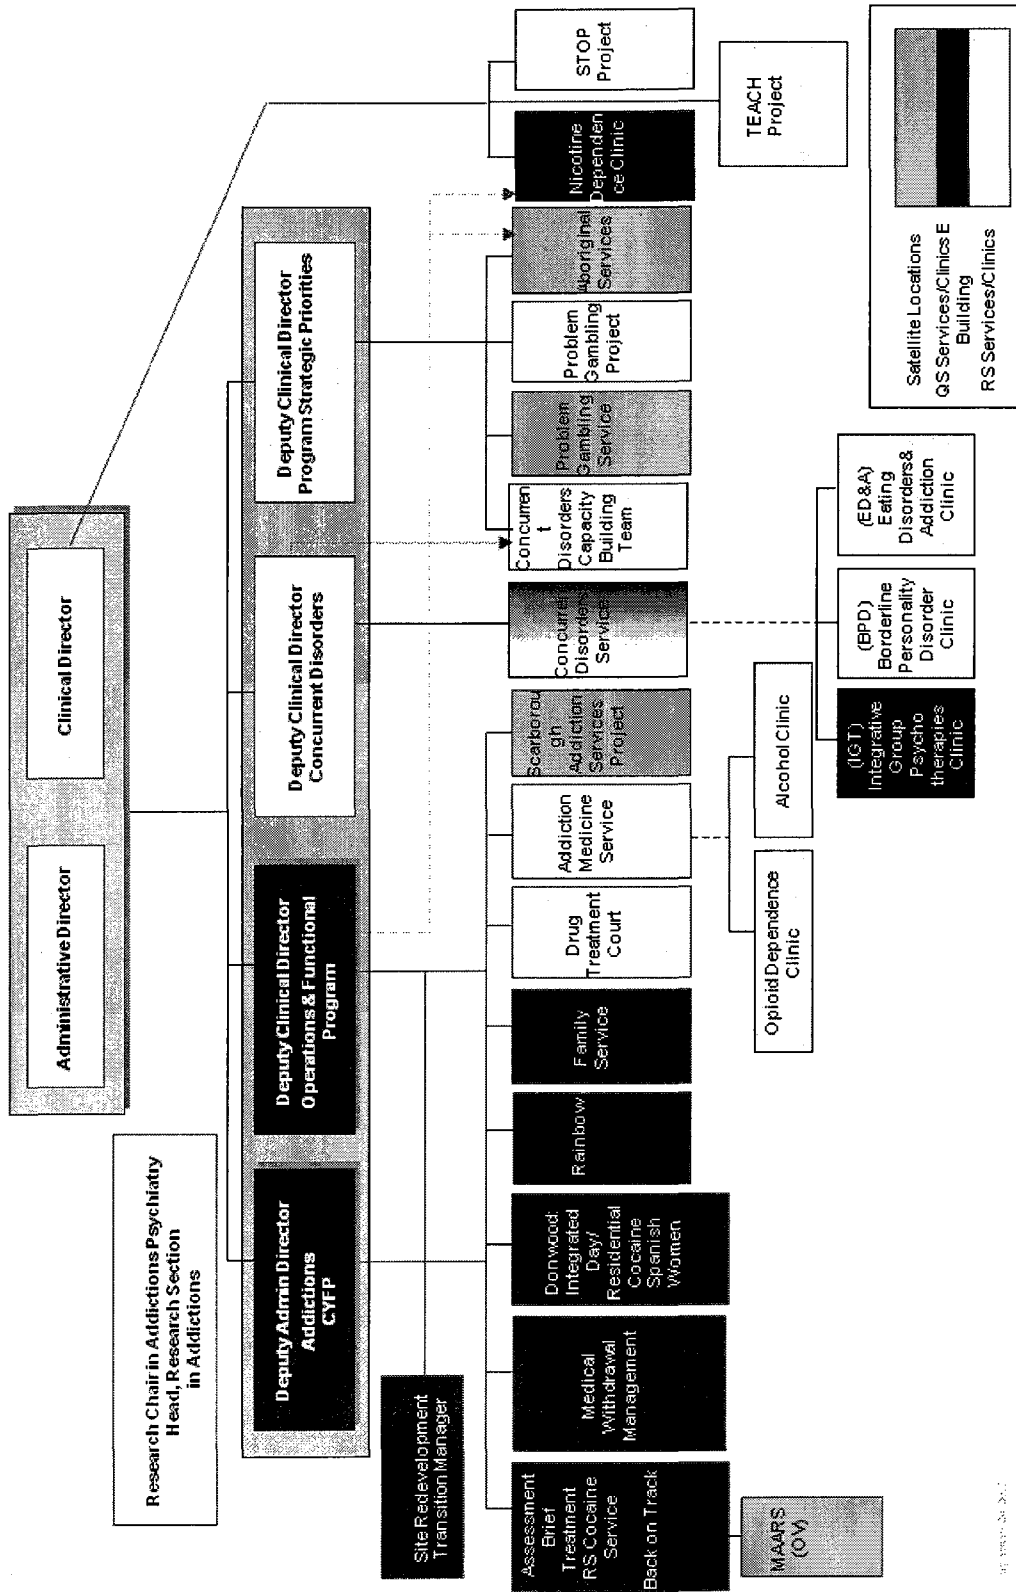 Research Chair in Addictions Psychiatry
Head, Research Section
in Addictions
Administrative Director
Clinical Director
Deputy Admin Director
Addictions
CYFP
Deputy Clinical Director
Operations & Functional
Program
Deputy Clinical Director
Concurrent Disorders
Deputy Clinical Director
Program Strategic Priorities
Site Redevelopment
Transition Manager
Assessment
Brief
Treatment
RS Cocaine
Service
Back on Track
Medical
Withdrawal
Management
Donwood:
Integrated
Day/
Residential
Cocaine
Spanish
Women
Rainbow
Family
Service
Drug
Treatment
Court
Addiction
Medicine
Service
Scarborou
gh
Addiction
Services
Project
Concurrent
Disorders
Service
Concurren
t
Disorders
Capacity
Building
Team
Problem
Gambling
Service
Problem
Gambling
Project
Aboriginal
Services
Nicotine
Dependen
ce Clinic
STOP
Project
TEACH
Project
MAARS
(OV)
Opioid Dependence
Clinic
Alcohol Clinic
(IGT)
Integrative
Group
Psycho
therapies
Clinic
(BPD)
Borderline
Personality
Disorder
Clinic
(ED&A)
Eating
Disorders&
Addiction
Clinic
Satellite Locations
QS Services/Clinics E
Building
RS Services/Clinics